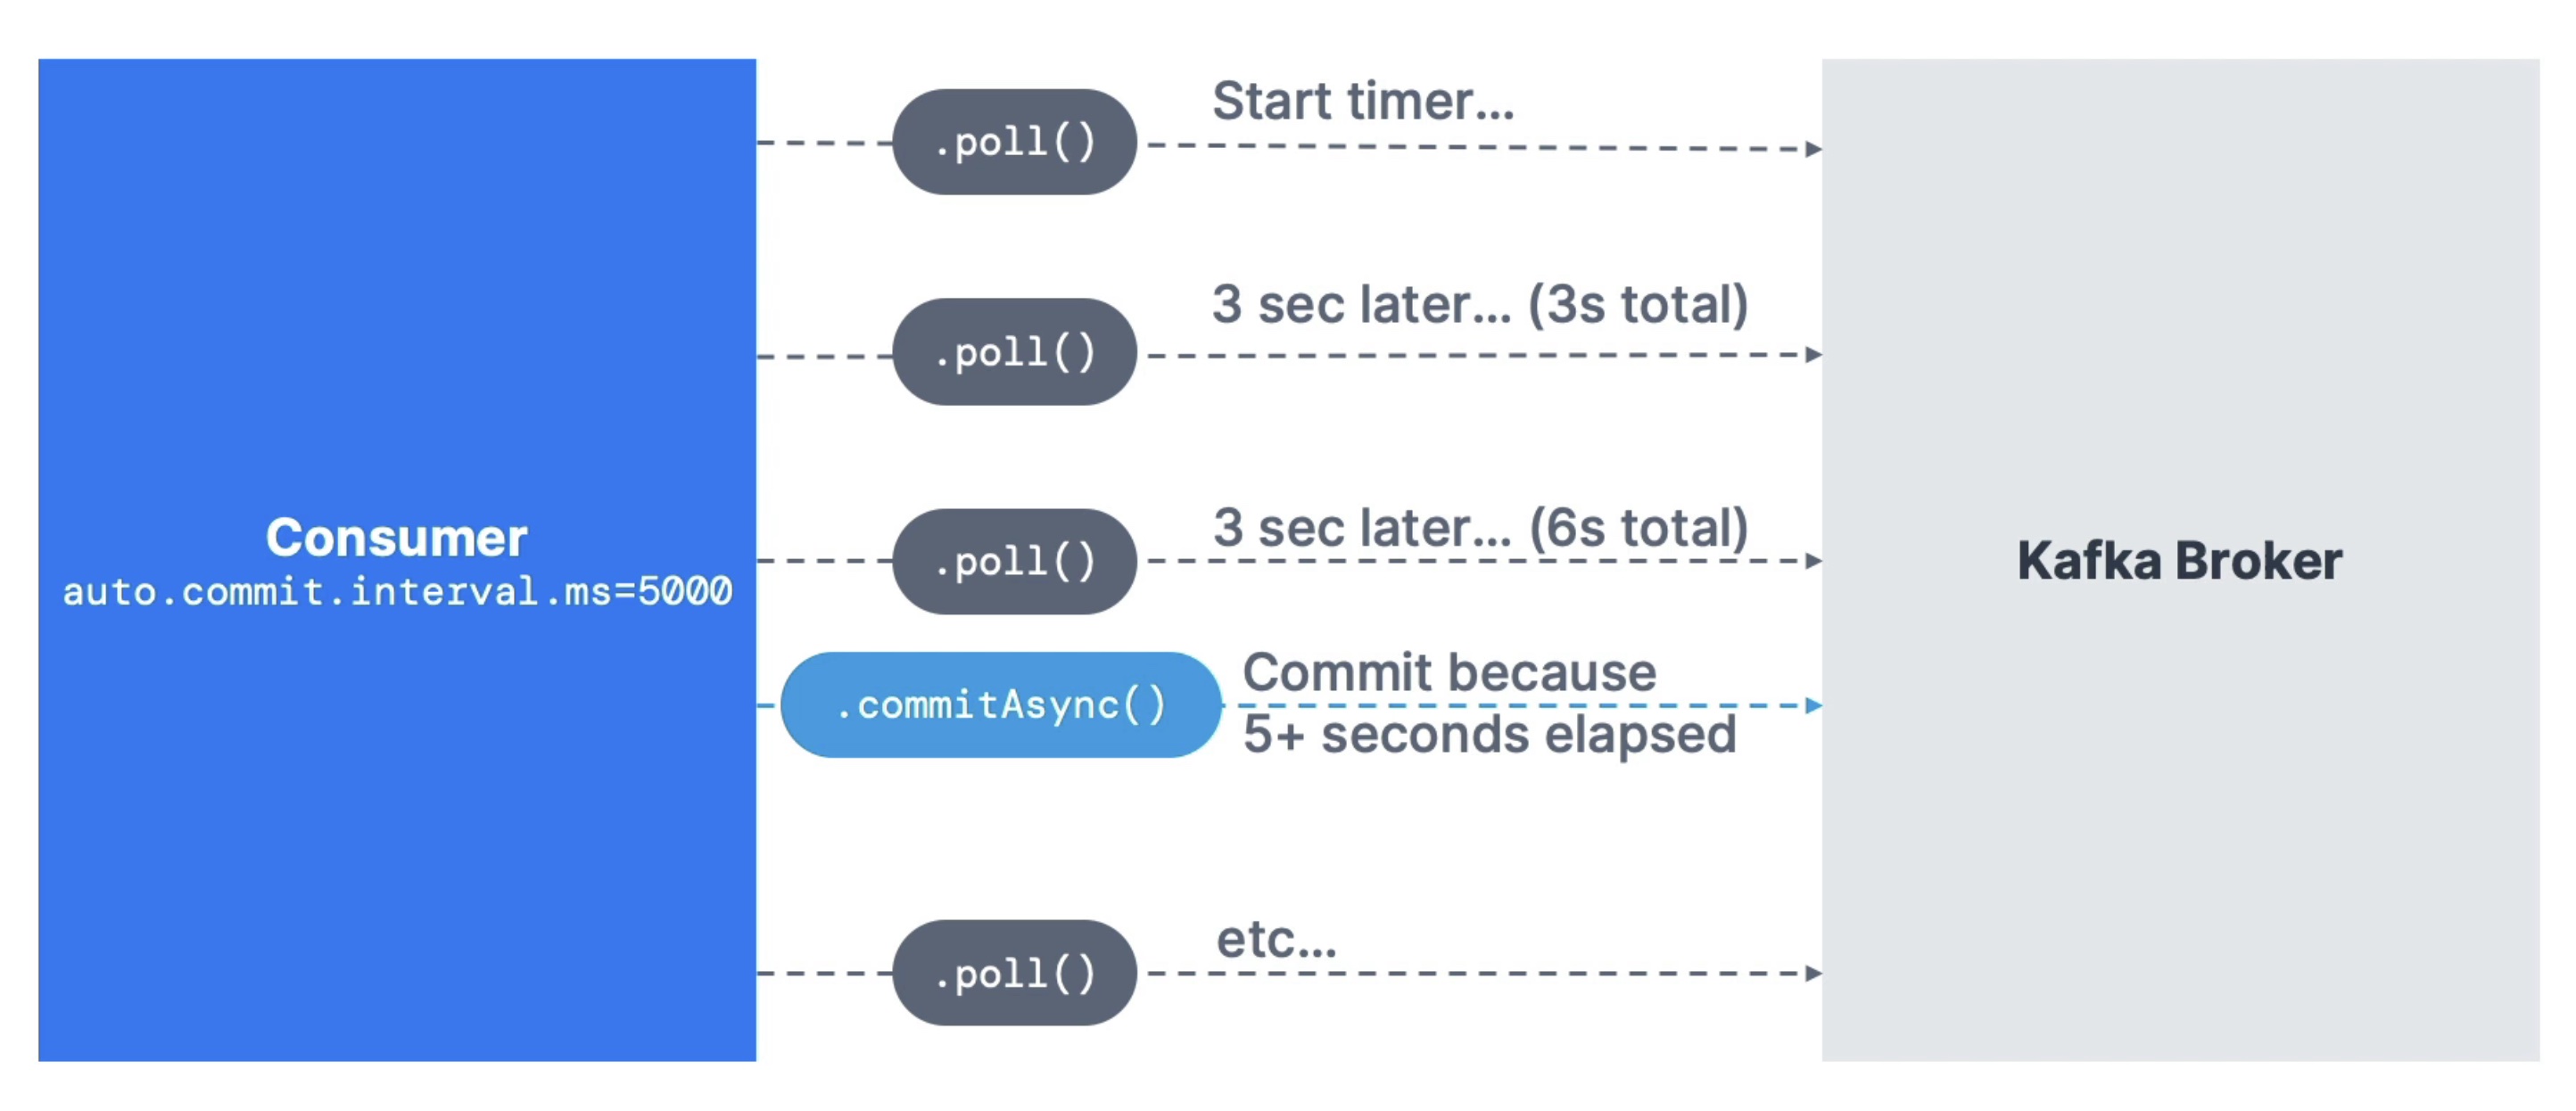 .poll()
Start timer...
.poll()
3 sec later... (3s total)
.poll()
3 sec later... (6s total)
Consumer
auto.commit.interval.ms=5000
Kafka Broker
.commitAsync()
Commit because
5+ seconds elapsed
.poll()
etc...